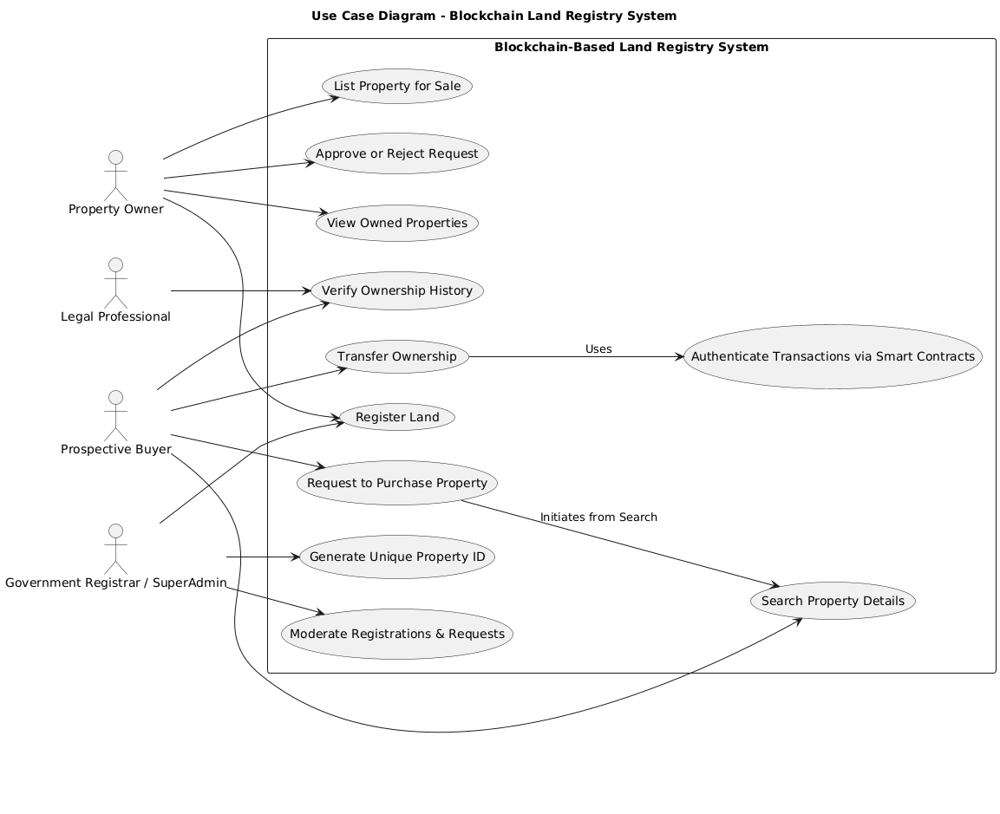 Use Case Diagram - Blockchain Land Registry System
Blockchain-Based Land Registry System
List Property for Sale
Approve or Reject Request
Property Owner
View Owned Properties
Verify Ownership History
Legal Professional
Transfer Ownership
Uses
Authenticate Transactions via Smart Contracts
Register Land
Prospective Buyer
Request to Purchase Property
Initiates from Search
Generate Unique Property ID
Government Registrar / SuperAdmin
Search Property Details
Moderate Registrations & Requests